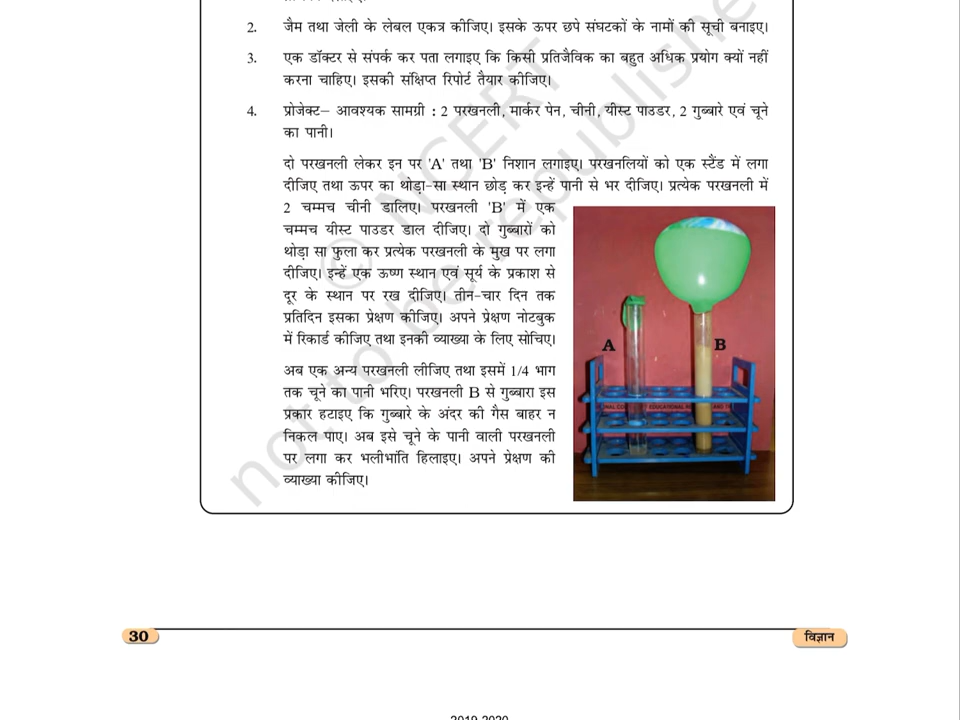 2. जैम तथा जेली के लेबल एकत्र कीजिए। इसके ऊपर छपे संघटकों के नामों की सूची बनाइए।
3. एक डॉक्टर से संपर्क कर पता लगाइए कि किसी प्रतिजैविक का बहुत अधिक प्रयोग क्यों नहीं
करना चाहिए। इसकी संक्षिप्त रिपोर्ट तैयार कीजिए।
4. प्रोजेक्ट– आवश्यक सामग्री : 2 परखनली, मार्कर पेन, चीनी, यीस्ट पाउडर, 2 गुब्बारे एवं चूने
का पानी।
दो परखनली लेकर इन पर 'A' तथा 'B' निशान लगाइए। परखनलियों को एक स्टैंड में लगा
दीजिए तथा ऊपर का थोड़ा-सा स्थान छोड़ कर इन्हें पानी से भर दीजिए। प्रत्येक परखनली में
2 चम्मच चीनी डालिए। परखनली 'B' में एक
चम्मच यीस्ट पाउडर डाल दीजिए। दो गुब्बारों को
थोड़ा सा फुला कर प्रत्येक परखनली के मुख पर लगा
दीजिए। इन्हें एक ऊष्ण स्थान एवं सूर्य के प्रकाश से
दूर के स्थान पर रख दीजिए। तीन-चार दिन तक
प्रतिदिन इसका प्रेक्षण कीजिए। अपने प्रेक्षण नोटबुक
में रिकार्ड कीजिए तथा इनकी व्याख्या के लिए सोचिए।
अब एक अन्य परखनली लीजिए तथा इसमें 1/4 भाग
तक चूने का पानी भरिए। परखनली B से गुब्बारा इस
प्रकार हटाइए कि गुब्बारे के अंदर की गैस बाहर न
निकल पाए। अब इसे चूने के पानी वाली परखनली
पर लगा कर भलीभांति हिलाइए। अपने प्रेक्षण की
व्याख्या कीजिए।
A
B
© NCERT
not to be republishe
30
विज्ञान